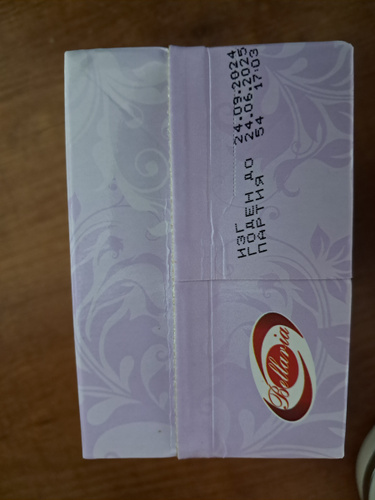 ИЗГ 24.09.2024
ГОДЕН ДО 24.06.2025
ПАРТИЯ 54 17:03
Bellaria